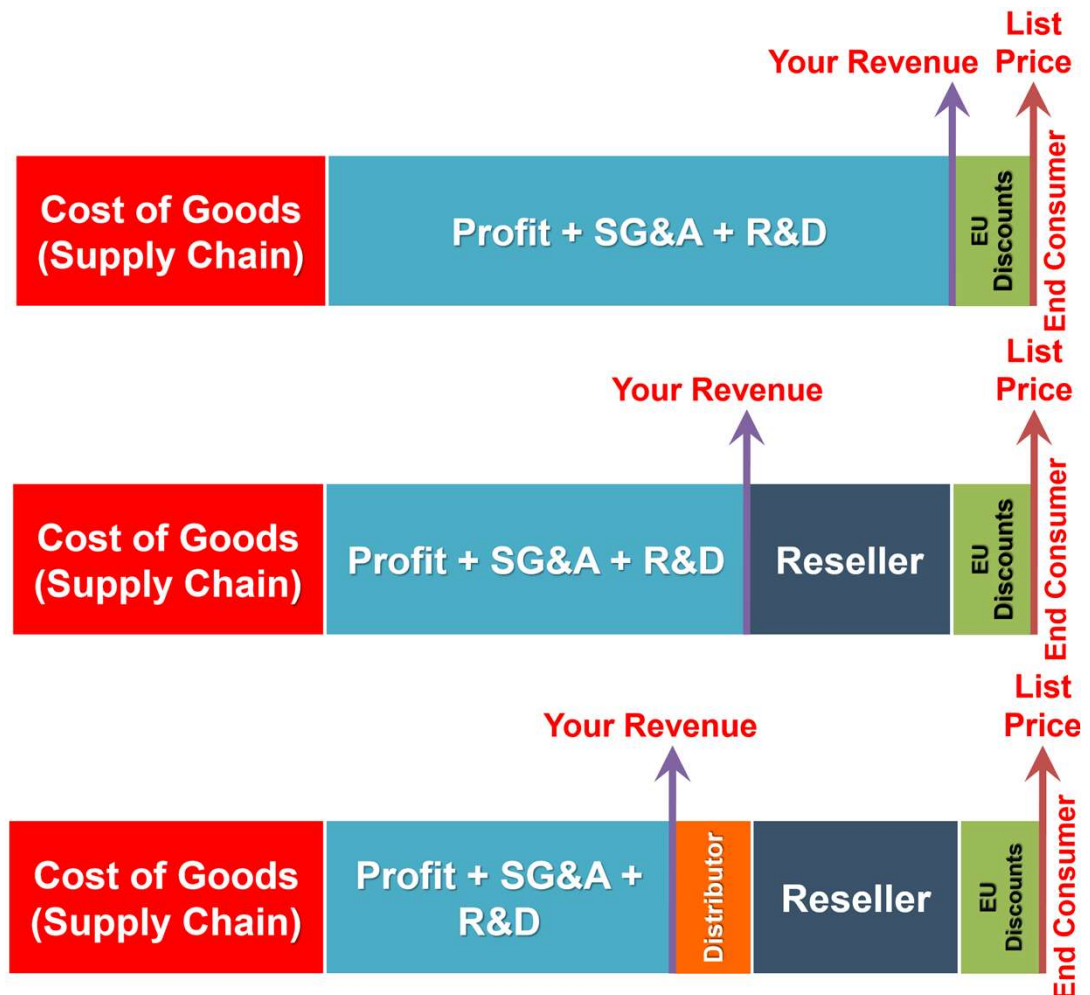 List
Price
Your Revenue
Cost of Goods
(Supply Chain)
Profit + SG&A + R&D
EU
Discounts
End Consumer
List
Price
Your Revenue
Cost of Goods
(Supply Chain)
Profit + SG&A + R&D
Reseller
EU
Discounts
End Consumer
List
Price
Your Revenue
Cost of Goods
(Supply Chain)
Profit + SG&A +
R&D
Distributor
Reseller
EU
Discounts
End Consumer